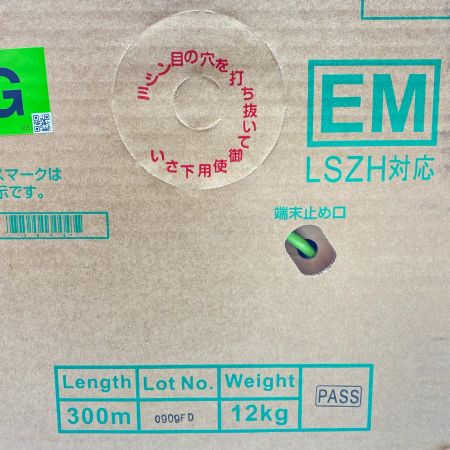 G
ミシン目の穴を打ち抜いて
御使用下さい
EM
LSZH対応
スマークは
示です。
端末止め口
Length Lot No. Weight
300m 0909FD 12kg
PASS